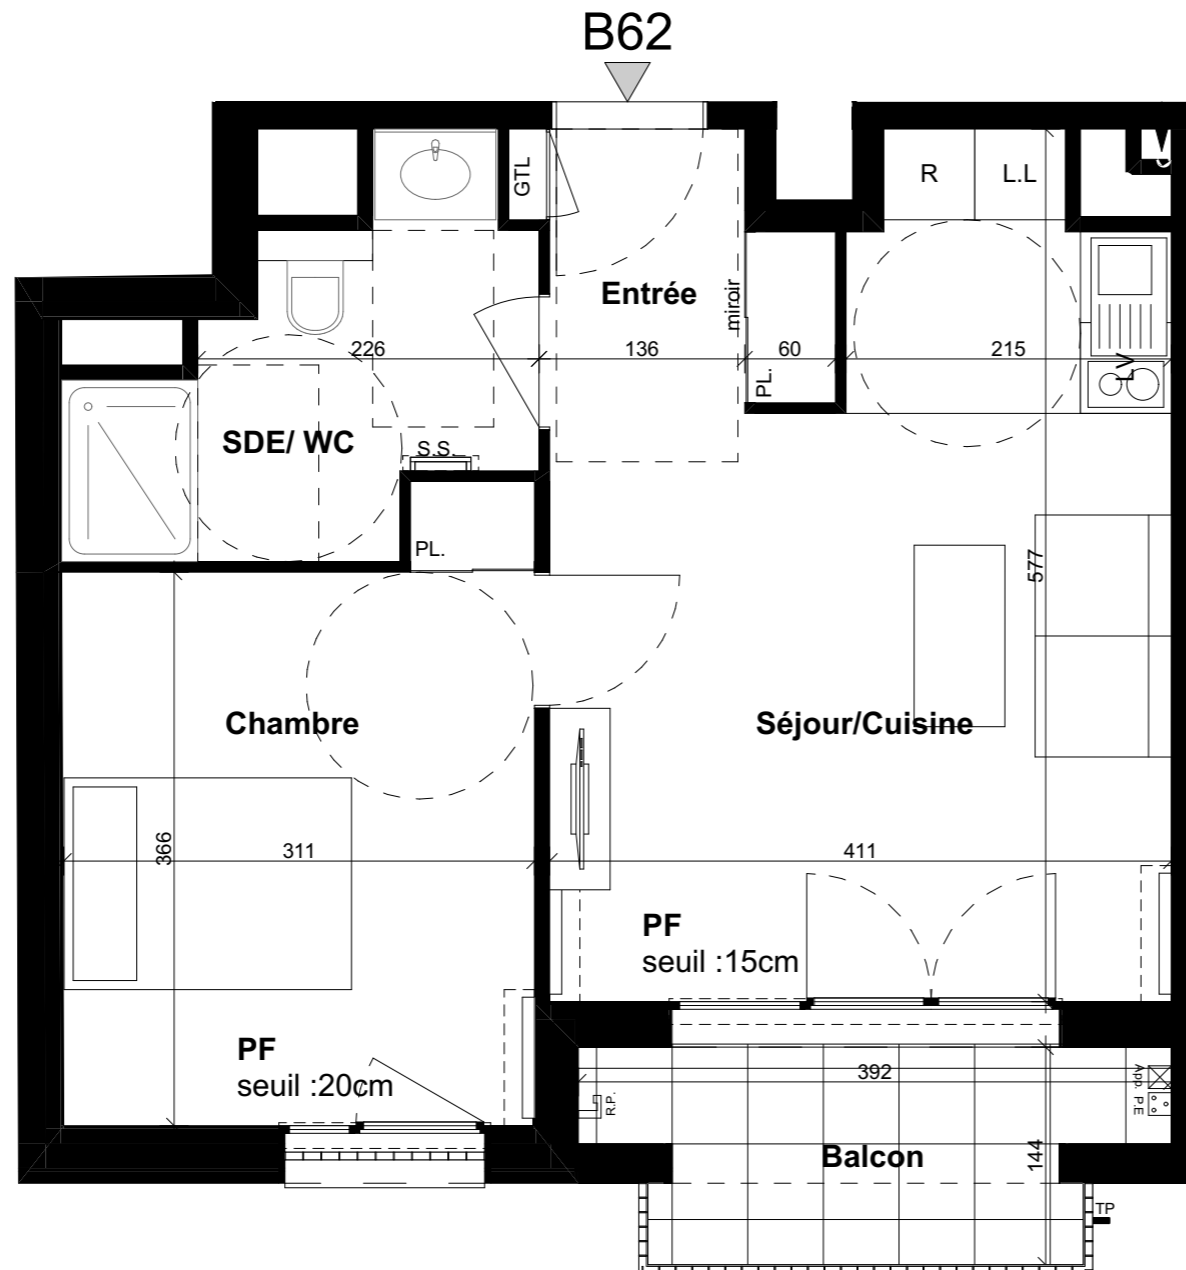 B62
GTL
R
L.L
Entrée
miroir
226
136
60
215
PL.
LV
SDE/ WC
S.S.
PL.
577
Chambre
Séjour/Cuisine
366
311
411
PF
seuil :15cm
PF
seuil :20cm
392
R.P.
App. P.E
Balcon
144
TP